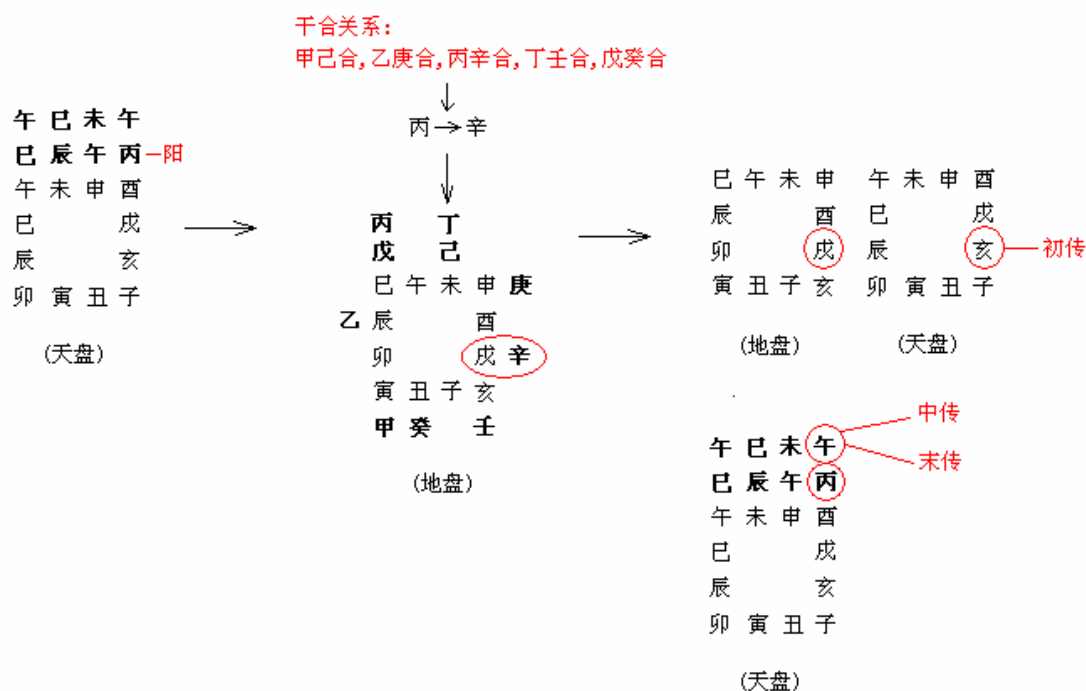 干合关系：
甲己合,乙庚合,丙辛合,丁壬合,戊癸合
丙→辛
午 巳 未 午
巳 辰 午 丙—阳
午 未 申 酉
巳 戌
辰 亥
卯 寅 丑 子
(天盘)
丙 丁
戊 己
巳 午 未 申 庚
乙 辰 酉
卯 戌 辛
寅 丑 子 亥
甲 癸 壬
(地盘)
巳 午 未 申
辰 酉
卯 戌
寅 丑 子 亥
(地盘)
午 未 申 酉
巳 戌
辰 亥 初传
卯 寅 丑 子
(天盘)
中传
末传
午 巳 未 午
巳 辰 午 丙
午 未 申 酉
巳 戌
辰 亥
卯 寅 丑 子
(天盘)